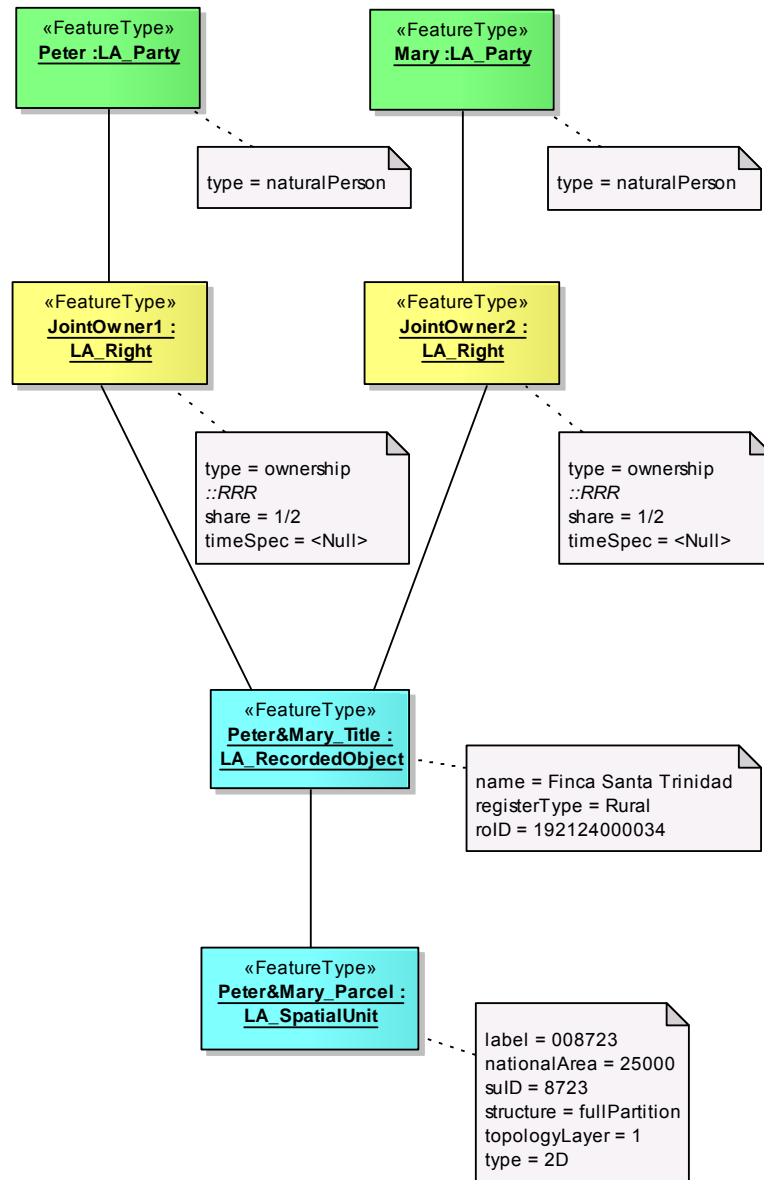 «FeatureType»
Peter :LA_Party
«FeatureType»
Mary :LA_Party
type = naturalPerson
type = naturalPerson
«FeatureType»
JointOwner1 :
LA_Right
«FeatureType»
JointOwner2 :
LA_Right
type = ownership
::RRR
share = 1/2
timeSpec = <Null>
type = ownership
::RRR
share = 1/2
timeSpec = <Null>
«FeatureType»
Peter&Mary_Title :
LA_RecordedObject
name = Finca Santa Trinidad
registerType = Rural
roID = 192124000034
«FeatureType»
Peter&Mary_Parcel :
LA_SpatialUnit
label = 008723
nationalArea = 25000
suID = 8723
structure = fullPartition
topologyLayer = 1
type = 2D